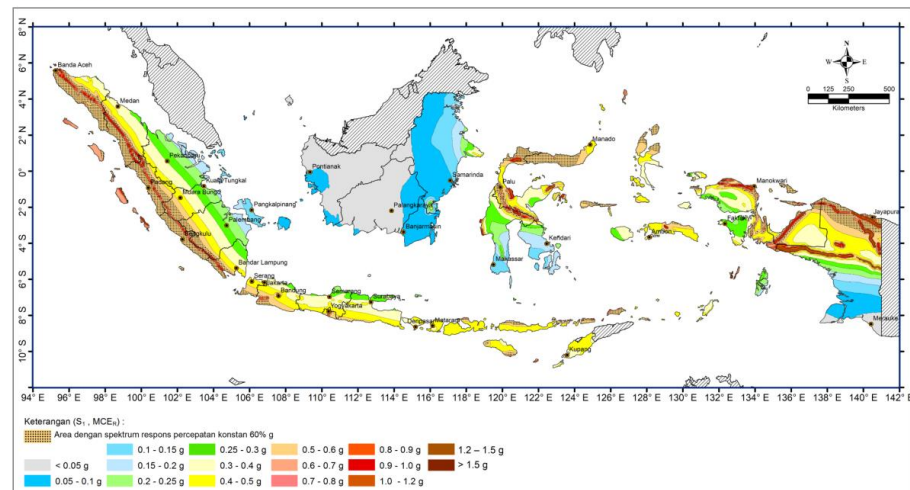 8° N
6° N
4° N
2° N
0°
2° S
4° S
6° S
8° S
10° S
N
W E
S
0 125 250 500
Kilometers
Banda Aceh
Medan
Manado
Pekanbaru
Pontianak
Samarinda
Kuala Tungkal
Padang
Palu
Manokwari
Muara Bungo
Pangkalpinang
Palangkaraya
Jayapura
Palembang
Fakfak
Bengkulu
Banjarmasin
Ambon
Kendari
Bandar Lampung
Makassar
Serang
Jakarta
Bandung
Semarang
Surabaya
Yogyakarta
Denpasar
Mataram
Merauke
Kupang
94° E 96° E 98° E 100° E 102° E 104° E 106° E 108° E 110° E 112° E 114° E 116° E 118° E 120° E 122° E 124° E 126° E 128° E 130° E 132° E 134° E 136° E 138° E 140° E 142° E
Keterangan (S1 , MCER) :
Area dengan spektrum respons percepatan konstan 60% g
0.1 - 0.15 g 0.25 - 0.3 g 0.5 - 0.6 g 0.8 - 0.9 g 1.2 – 1.5 g
< 0.05 g 0.15 - 0.2 g 0.3 - 0.4 g 0.6 - 0.7 g 0.9 - 1.0 g > 1.5 g
0.05 - 0.1 g 0.2 - 0.25 g 0.4 - 0.5 g 0.7 - 0.8 g 1.0 - 1.2 g